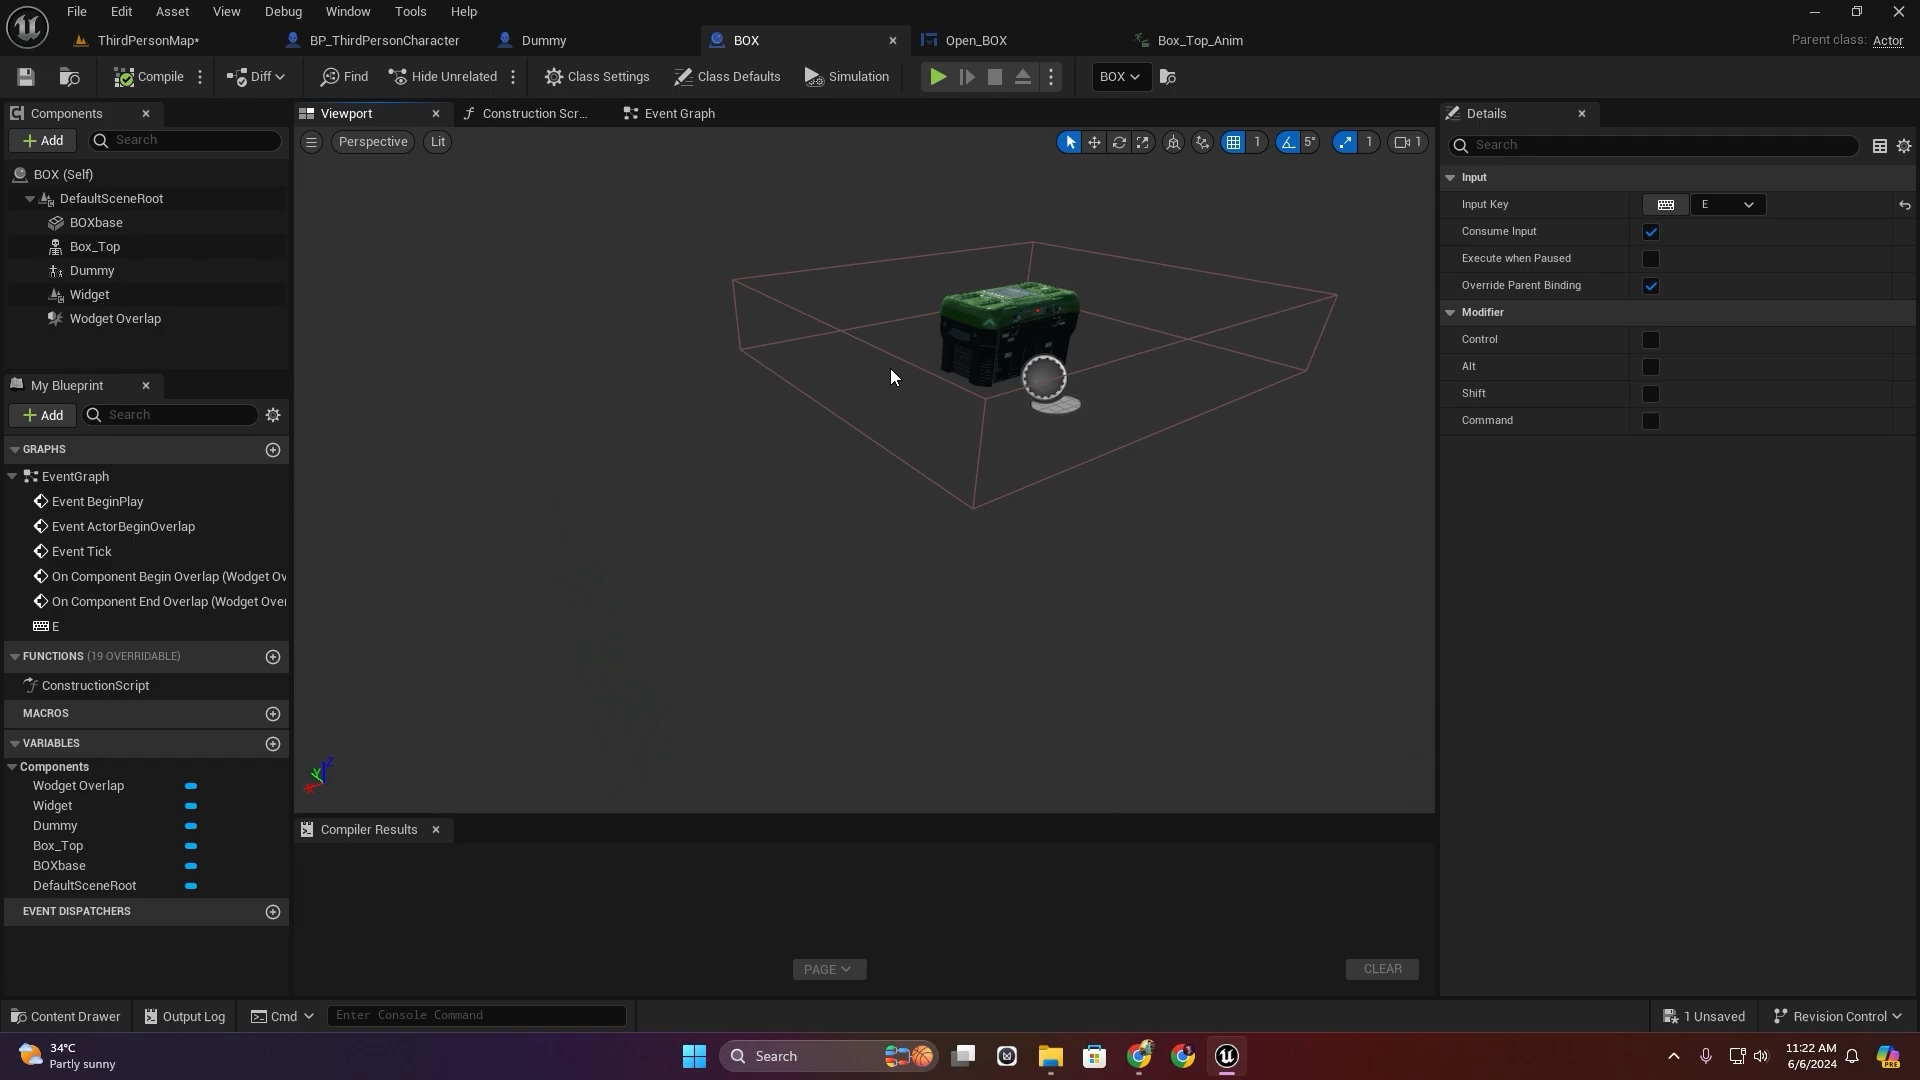 File Edit Asset View Debug Window Tools Help
ThirdPersonMap* BP_ThirdPersonCharacter Dummy BOX Open_BOX Box_Top_Anim Parent class: Actor
Compile Diff Find Hide Unrelated Class Settings Class Defaults Simulation BOX
Components Viewport Construction Scr... Event Graph Details
Add Search Perspective Lit 1 5° 1 1 Search
BOX (Self)
DefaultSceneRoot
BOXbase
Box_Top
Dummy
Widget
Wodget Overlap
Input
Input Key E
Consume Input
Execute when Paused
Override Parent Binding
Modifier
Control
Alt
Shift
Command
My Blueprint
Add Search
GRAPHS
EventGraph
Event BeginPlay
Event ActorBeginOverlap
Event Tick
On Component Begin Overlap (Wodget Ov
On Component End Overlap (Wodget Over
E
FUNCTIONS (19 OVERRIDABLE)
ConstructionScript
MACROS
VARIABLES
Components
Wodget Overlap
Widget
Dummy
Box_Top
BOXbase
DefaultSceneRoot
EVENT DISPATCHERS
Z
Y
X
Compiler Results
PAGE CLEAR
Content Drawer Output Log Cmd Enter Console Command 1 Unsaved Revision Control
34°C
Partly sunny
Search
11:22 AM
6/6/2024
PRE